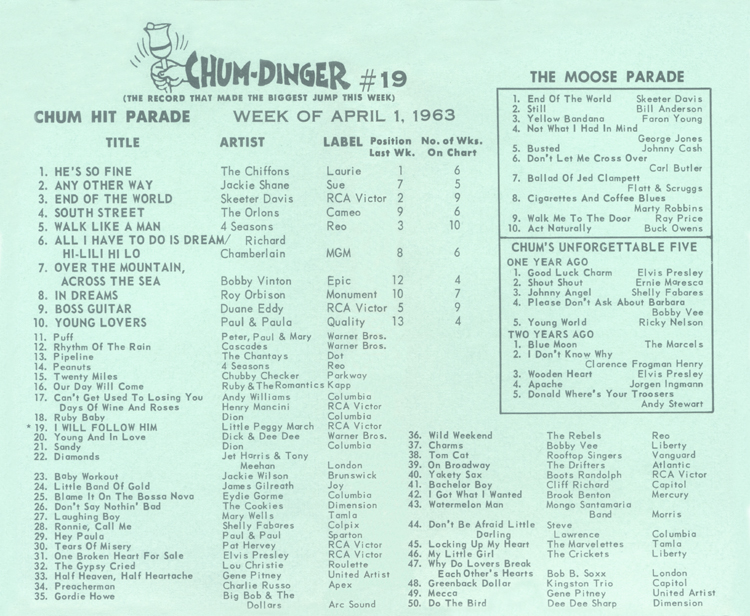 CHUM-DINGER #19
(THE RECORD THAT MADE THE BIGGEST JUMP THIS WEEK)
CHUM HIT PARADE WEEK OF APRIL 1, 1963
TITLE ARTIST LABEL Position Last Wk. No. of Wks. On Chart
1. HE'S SO FINE The Chiffons Laurie 1 6
2. ANY OTHER WAY Jackie Shane Sue 7 5
3. END OF THE WORLD Skeeter Davis RCA Victor 2 9
4. SOUTH STREET The Orlons Cameo 9 6
5. WALK LIKE A MAN 4 Seasons Reo 3 10
6. ALL I HAVE TO DO IS DREAM/ Richard
HI-LILI HI LO Chamberlain MGM 8 6
7. OVER THE MOUNTAIN,
ACROSS THE SEA Bobby Vinton Epic 12 4
8. IN DREAMS Roy Orbison Monument 10 7
9. BOSS GUITAR Duane Eddy RCA Victor 5 9
10. YOUNG LOVERS Paul & Paula Quality 13 4
11. Puff Peter, Paul & Mary Warner Bros.
12. Rhythm Of The Rain Cascades Warner Bros.
13. Pipeline The Chantays Dot
14. Peanuts 4 Seasons Reo
15. Twenty Miles Chubby Checker Parkway
16. Our Day Will Come Ruby & The Romantics Kapp
17. Can't Get Used To Losing You Andy Williams Columbia
Days Of Wine And Roses Henry Mancini RCA Victor
18. Ruby Baby Dion Columbia
* 19. I WILL FOLLOW HIM Little Peggy March RCA Victor
20. Young And In Love Dick & Dee Dee Warner Bros.
21. Sandy Dion Columbia
22. Diamonds Jet Harris & Tony
Meehan London
23. Baby Workout Jackie Wilson Brunswick
24. Little Band Of Gold James Gilreath Joy
25. Blame It On The Bossa Nova Eydie Gorme Columbia
26. Don't Say Nothin' Bad The Cookies Dimension
27. Laughing Boy Mary Wells Tamla
28. Ronnie, Call Me Shelly Fabares Colpix
29. Hey Paula Paul & Paul Sparton
30. Tears Of Misery Pat Hervey RCA Victor
31. One Broken Heart For Sale Elvis Presley RCA Victor
32. The Gypsy Cried Lou Christie Roulette
33. Half Heaven, Half Heartache Gene Pitney United Artist
34. Preacherman Charlie Russo Apex
35. Gordie Howe Big Bob & The
Dollars Arc Sound
36. Wild Weekend The Rebels Reo
37. Charms Bobby Vee Liberty
38. Tom Cat Rooftop Singers Vanguard
39. On Broadway The Drifters Atlantic
40. Yakety Sax Boots Randolph RCA Victor
41. Bachelor Boy Cliff Richard Capitol
42. I Got What I Wanted Brook Benton Mercury
43. Watermelon Man Mongo Santamaria
Band Morris
44. Don't Be Afraid Little Steve
Darling Lawrence Columbia
45. Locking Up My Heart The Marvelettes Tamla
46. My Little Girl The Crickets Liberty
47. Why Do Lovers Break
Each Other's Hearts Bob B. Soxx London
48. Greenback Dollar Kingston Trio Capitol
49. Mecca Gene Pitney United Artist
50. Do The Bird Dee Dee Sharp Dimension
THE MOOSE PARADE
1. End Of The World Skeeter Davis
2. Still Bill Anderson
3. Yellow Bandana Faron Young
4. Not What I Had In Mind
George Jones
5. Busted Johnny Cash
6. Don't Let Me Cross Over
Carl Butler
7. Ballad Of Jed Clampett
Flatt & Scruggs
8. Cigarettes And Coffee Blues
Marty Robbins
9. Walk Me To The Door Ray Price
10. Act Naturally Buck Owens
CHUM'S UNFORGETTABLE FIVE
ONE YEAR AGO
1. Good Luck Charm Elvis Presley
2. Shout Shout Ernie Maresca
3. Johnny Angel Shelly Fabares
4. Please Don't Ask About Barbara
Bobby Vee
5. Young World Ricky Nelson
TWO YEARS AGO
1. Blue Moon The Marcels
2. I Don't Know Why
Clarence Frogman Henry
3. Wooden Heart Elvis Presley
4. Apache Jorgen Ingmann
5. Donald Where's Your Troosers
Andy Stewart